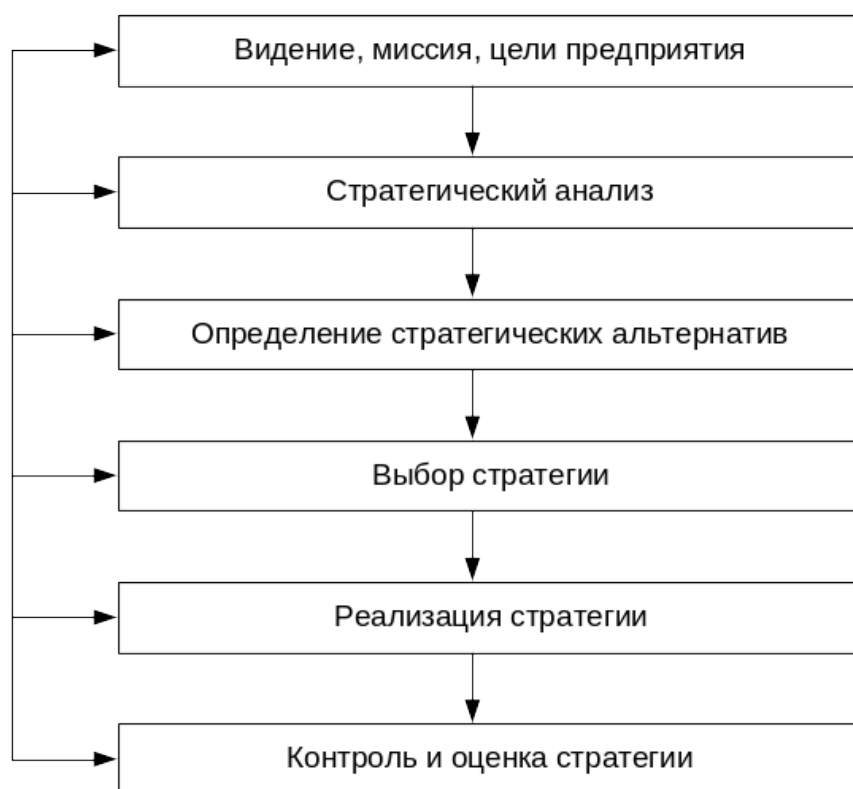 Видение, миссия, цели предприятия
Стратегический анализ
Определение стратегических альтернатив
Выбор стратегии
Реализация стратегии
Контроль и оценка стратегии